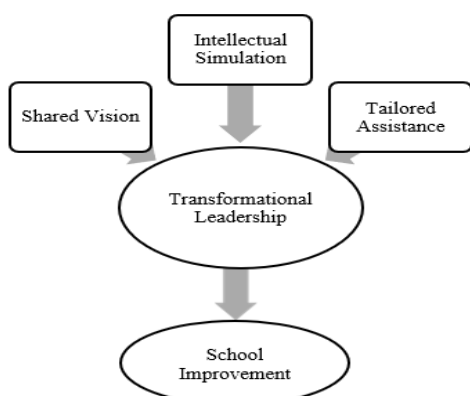 Intellectual
Simulation
Shared Vision
Tailored
Assistance
Transformational
Leadership
School
Improvement